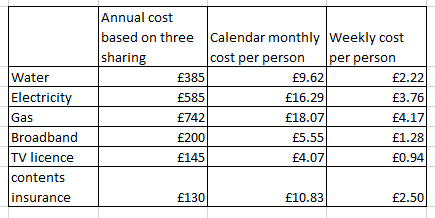 Annual cost based on three sharing Calendar monthly cost per person Weekly cost per person
Water £385 £9.62 £2.22
Electricity £585 £16.29 £3.76
Gas £742 £18.07 £4.17
Broadband £200 £5.55 £1.28
TV licence £145 £4.07 £0.94
contents
insurance £130 £10.83 £2.50